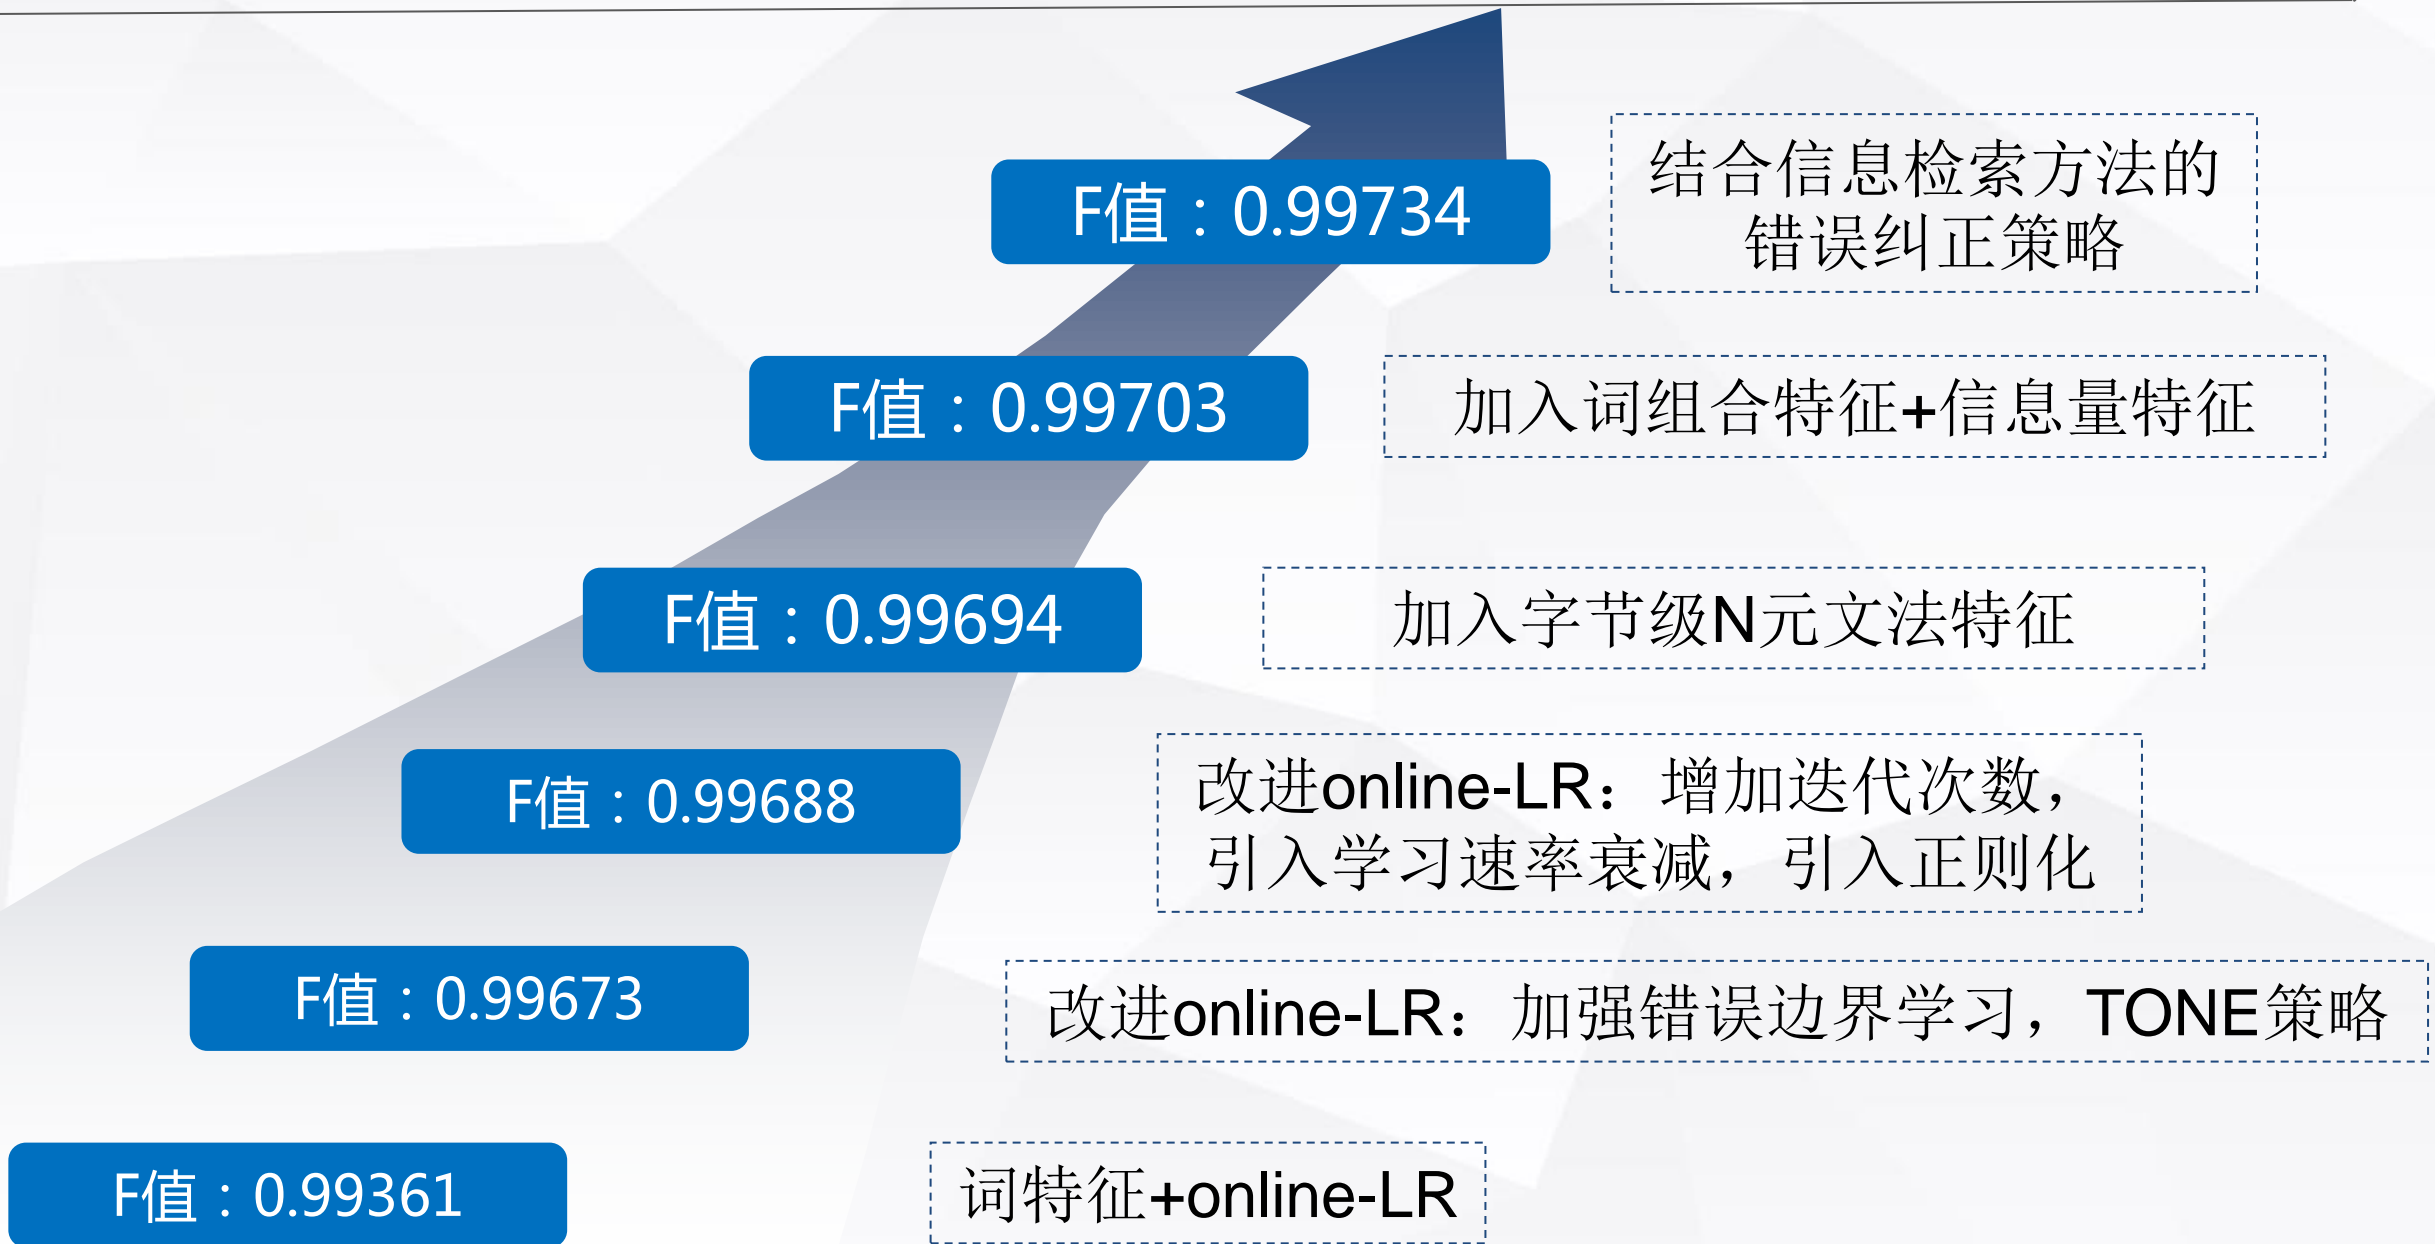 F值：0.99734
结合信息检索方法的
错误纠正策略
F值：0.99703
加入词组合特征+信息量特征
F值：0.99694
加入字节级N元文法特征
F值：0.99688
改进online-LR：增加迭代次数，
引入学习速率衰减，引入正则化
F值：0.99673
改进online-LR：加强错误边界学习，TONE策略
F值：0.99361
词特征+online-LR